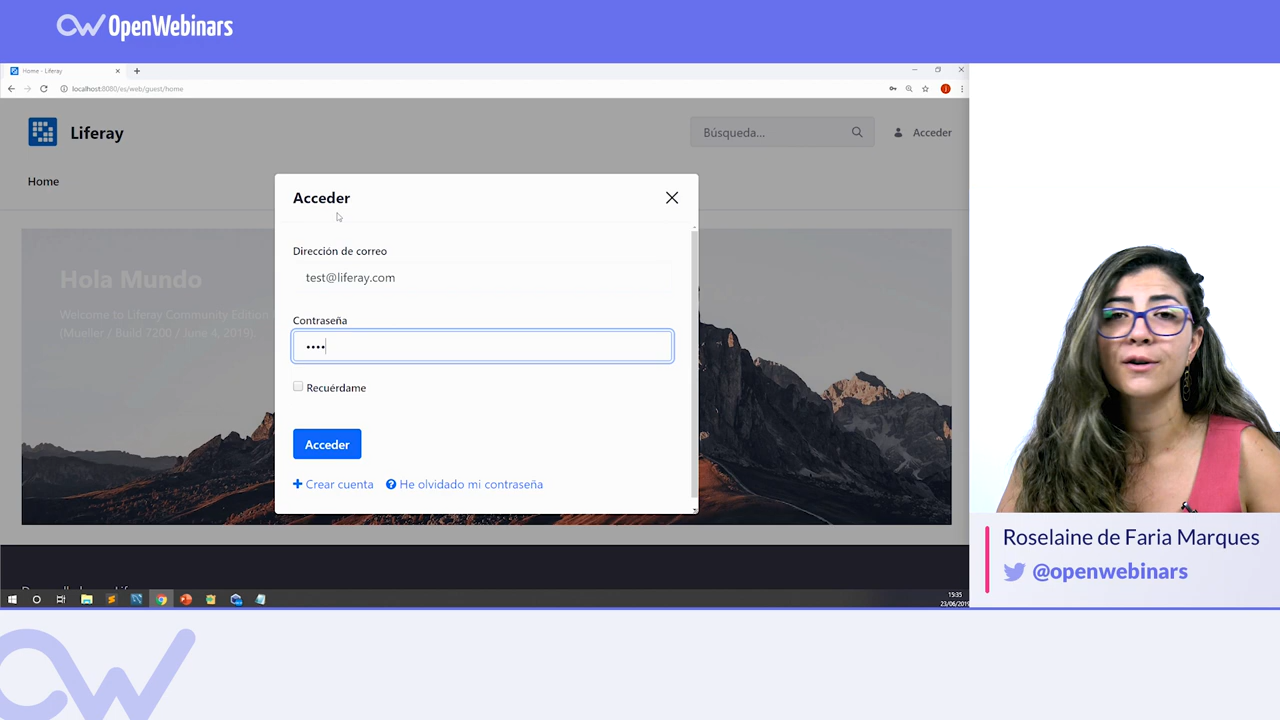 OpenWebinars
Home - Liferay
localhost:8080/es/web/guest/home
Liferay
Búsqueda...
Acceder
Home
Acceder
Hola Mundo
Welcome to Liferay Community Edition
(Mueller / Build 7200 / June 4, 2019).
Dirección de correo
test@liferay.com
Contraseña
••••
Recuérdame
Acceder
Crear cuenta
He olvidado mi contraseña
Roselaine de Faria Marques
@openwebinars
15:35